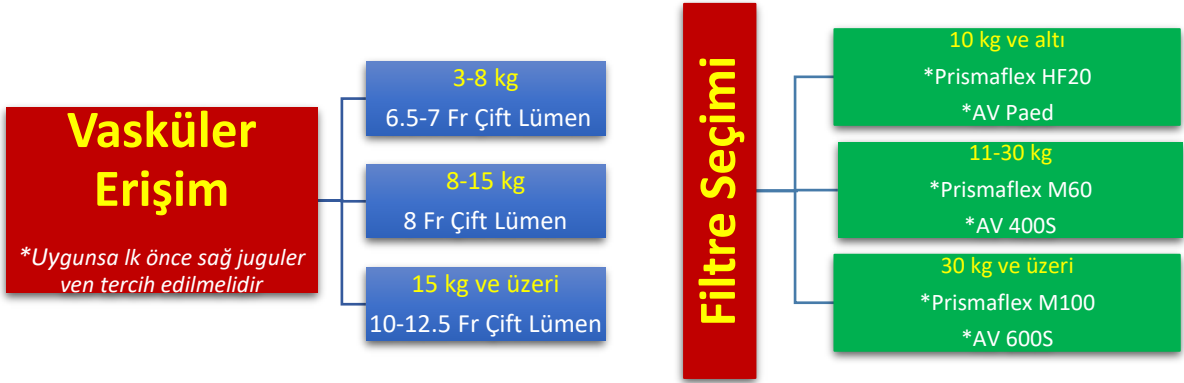 Vasküler
Erişim
*Uygunsa lk önce sağ juguler
ven tercih edilmelidir
3-8 kg
6.5-7 Fr Çift Lümen
8-15 kg
8 Fr Çift Lümen
15 kg ve üzeri
10-12.5 Fr Çift Lümen
Filtre Seçimi
10 kg ve altı
*Prismaflex HF20
*AV Paed
11-30 kg
*Prismaflex M60
*AV 400S
30 kg ve üzeri
*Prismaflex M100
*AV 600S